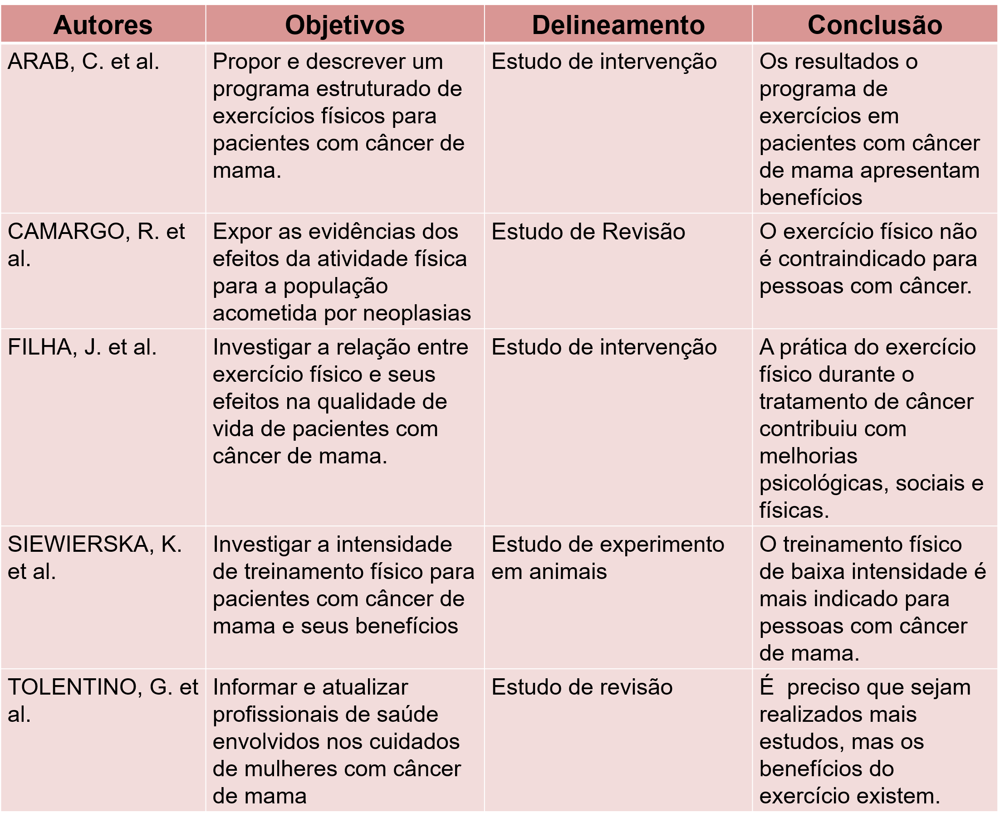 Autores
Objetivos
Delineamento
Conclusão
ARAB, C. et al.
Propor e descrever um
programa estruturado de
exercícios físicos para
pacientes com câncer de
mama.
Estudo de intervenção
Os resultados o
programa de
exercícios em
pacientes com câncer
de mama apresentam
benefícios
CAMARGO, R. et
al.
Expor as evidências dos
efeitos da atividade física
para a população
acometida por neoplasias
Estudo de Revisão
O exercício físico não
é contraindicado para
pessoas com câncer.
FILHA, J. et al.
Investigar a relação entre
exercício físico e seus
efeitos na qualidade de
vida de pacientes com
câncer de mama.
Estudo de intervenção
A prática do exercício
físico durante o
tratamento de câncer
contribuiu com
melhorias
psicológicas, sociais e
físicas.
SIEWIERSKA, K.
et al.
Investigar a intensidade
de treinamento físico para
pacientes com câncer de
mama e seus benefícios
Estudo de experimento
em animais
O treinamento físico
de baixa intensidade é
mais indicado para
pessoas com câncer
de mama.
TOLENTINO, G. et
al.
Informar e atualizar
profissionais de saúde
envolvidos nos cuidados
de mulheres com câncer
de mama
Estudo de revisão
É  preciso que sejam
realizados mais
estudos, mas os
benefícios do
exercício existem.